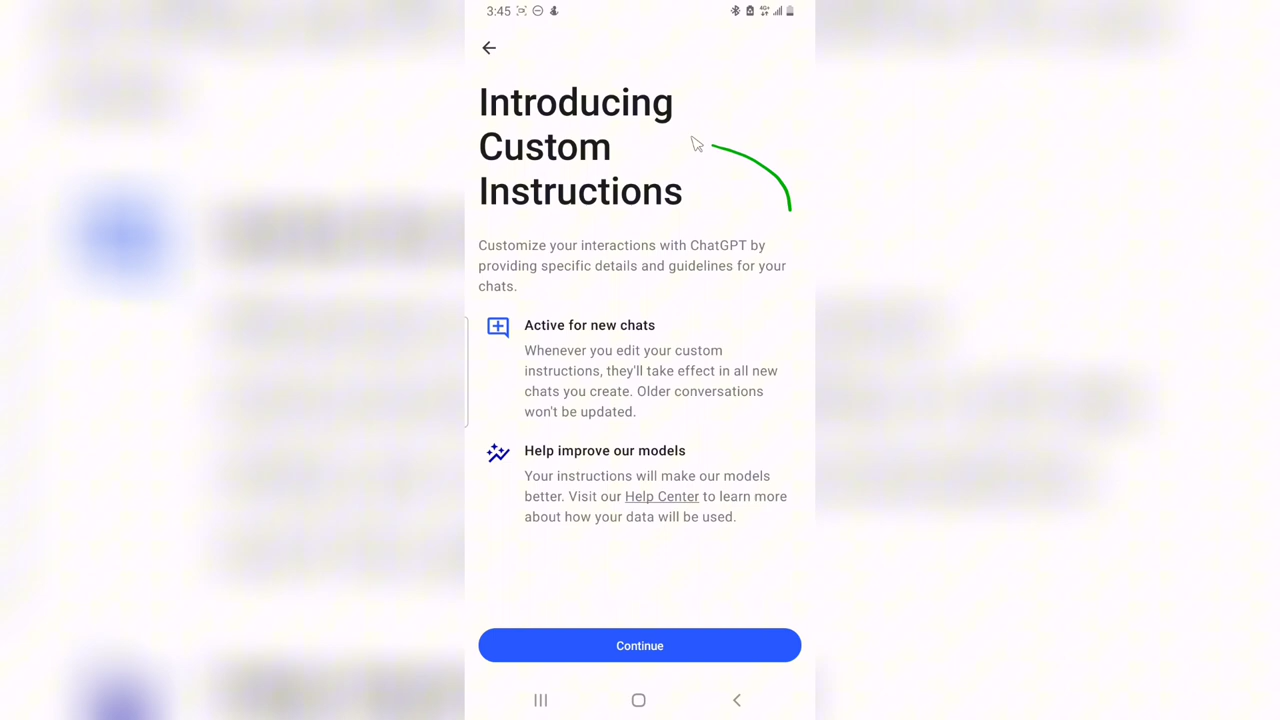 3:45
4G+
Introducing
Custom
Instructions
Customize your interactions with ChatGPT by
providing specific details and guidelines for your
chats.
Active for new chats
Whenever you edit your custom
instructions, they'll take effect in all new
chats you create. Older conversations
won't be updated.
Help improve our models
Your instructions will make our models
better. Visit our Help Center to learn more
about how your data will be used.
Continue